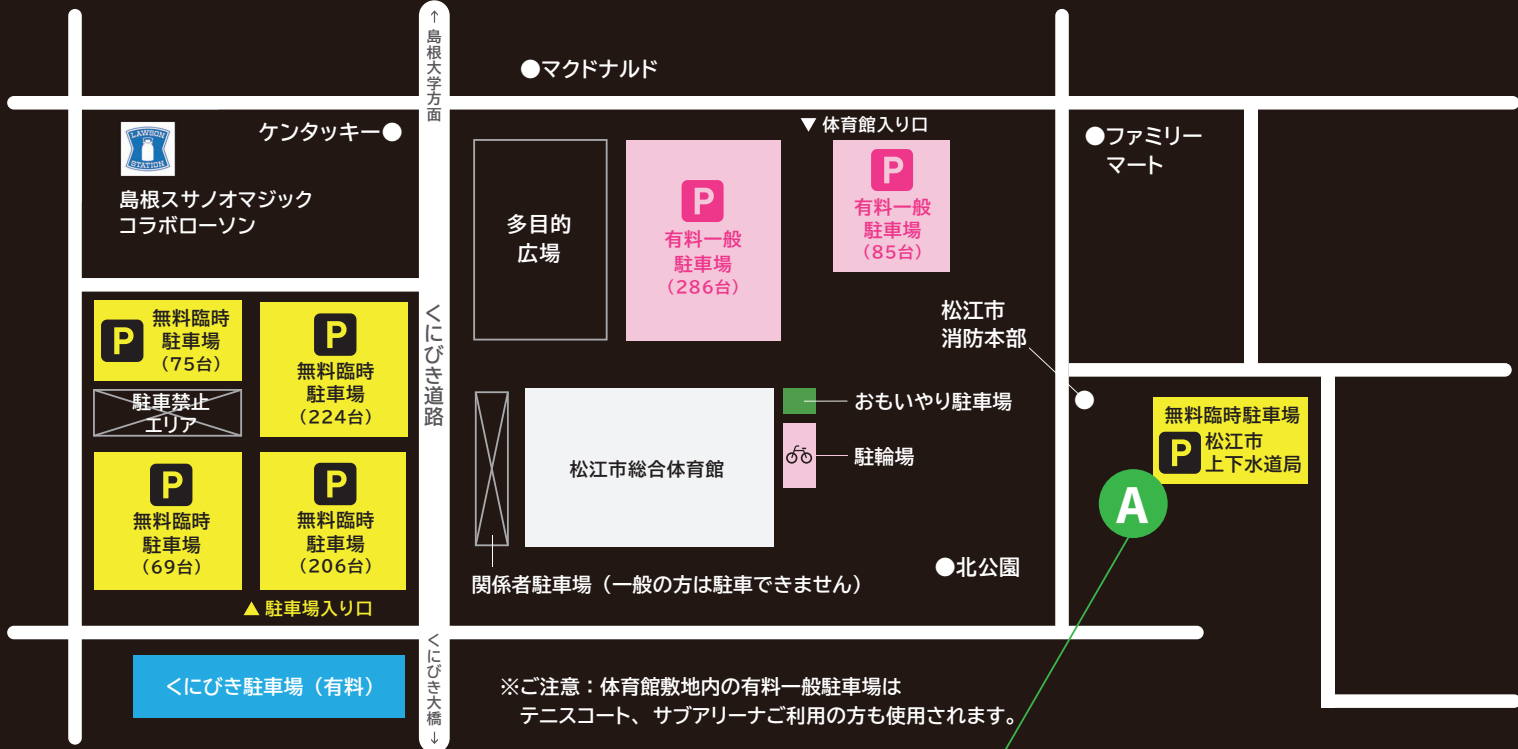 ↑島根大学方面
●マクドナルド
LAWSON
STATION
ケンタッキー●
島根スサノオマジック
コラボローソン
▼ 体育館入り口
●ファミリー
マート
多目的
広場
P
有料一般
駐車場
（286台）
P
有料一般
駐車場
（85台）
松江市
消防本部
くにびき道路
P
無料臨時
駐車場
（75台）
P
無料臨時
駐車場
（224台）
駐車禁止
エリア
P
無料臨時
駐車場
（69台）
P
無料臨時
駐車場
（206台）
▲ 駐車場入り口
松江市総合体育館
おもいやり駐車場
駐輪場
関係者駐車場（一般の方は駐車できません）
●北公園
無料臨時駐車場
P
松江市
上下水道局
A
くにびき駐車場（有料）
くにびき大橋↓
※ご注意：体育館敷地内の有料一般駐車場は
テニスコート、サブアリーナご利用の方も使用されます。